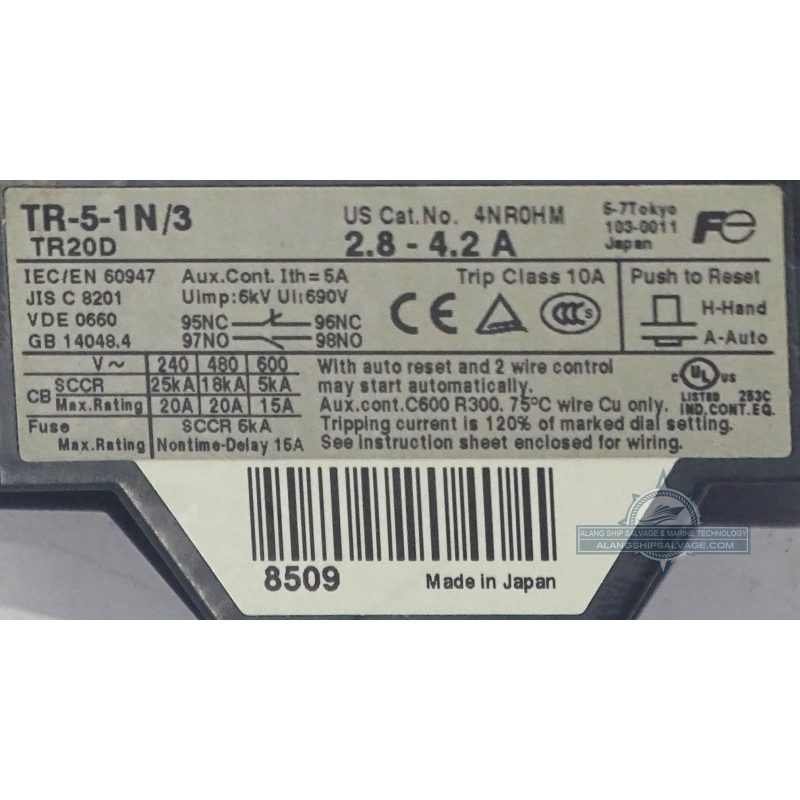 TR-5-1N/3 US Cat.No. 4NR0HM 5-7Tokyo
103-0011
Japan
Fe
TR20D 2.8 - 4.2 A
IEC/EN 60947 Aux.Cont. Ith=5A Trip Class 10A Push to Reset
JIS C 8201 Uimp:6kV Ui:690V
VDE 0660 95NC 96NC CE CCC S H-Hand
GB 14048.4 97NO 98NO A-Auto
V~ 240 480 600
CB SCCR 25kA 18kA 5kA
Max.Rating 20A 20A 15A
Fuse SCCR 5kA
Max.Rating Nontime-Delay 15A
With auto reset and 2 wire control
may start automatically.
Aux.cont.C600 R300. 75°C wire Cu only.
Tripping current is 120% of marked dial setting.
See instruction sheet enclosed for wiring.
c UL us
LISTED 253C
IND.CONT.EQ.
8509 Made in Japan
ALANG SHIP SALVAGE & MARINE TECHNOLOGY
ALANGSHIPSALVAGE.COM